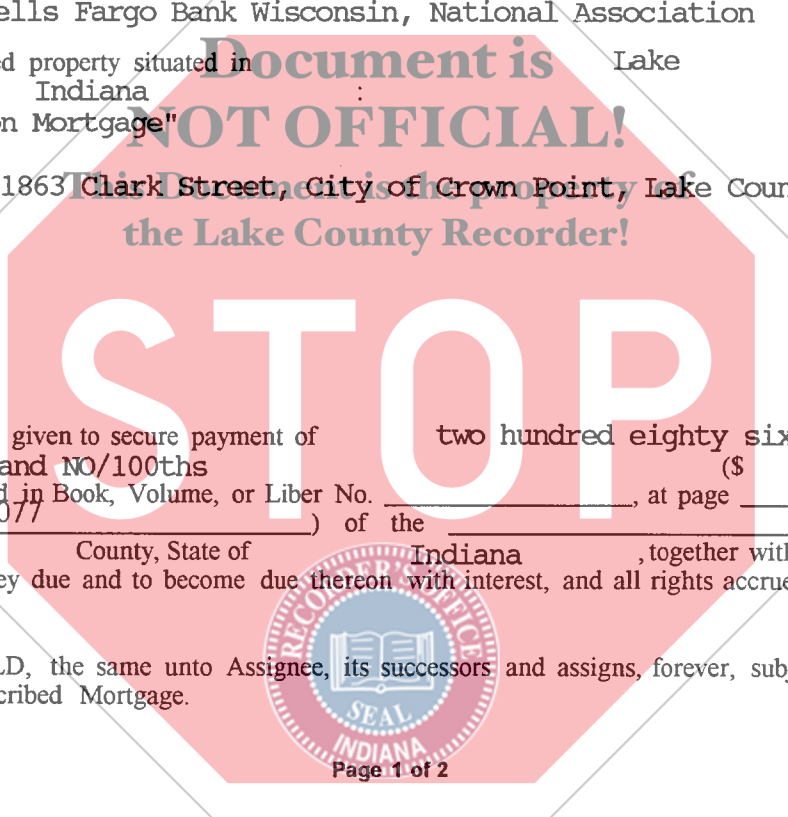 ells Fargo Bank Wisconsin, National Association
Document is
ed property situated in Lake
Indiana :
NOT OFFICIAL!
on Mortgage"
1863 Clark Street, City of Crown Point, Lake Coun
This Document is the property of
the Lake County Recorder!
STOP
given to secure payment of two hundred eighty six
and NO/100ths ($
d in Book, Volume, or Liber No. , at page
077 ) of the
County, State of Indiana , together with
ey due and to become due thereon with interest, and all rights accrue
LD, the same unto Assignee, its successors and assigns, forever, subj
cribed Mortgage.
RECORDER'S OFFICE
SEAL
INDIANA
Page 1 of 2